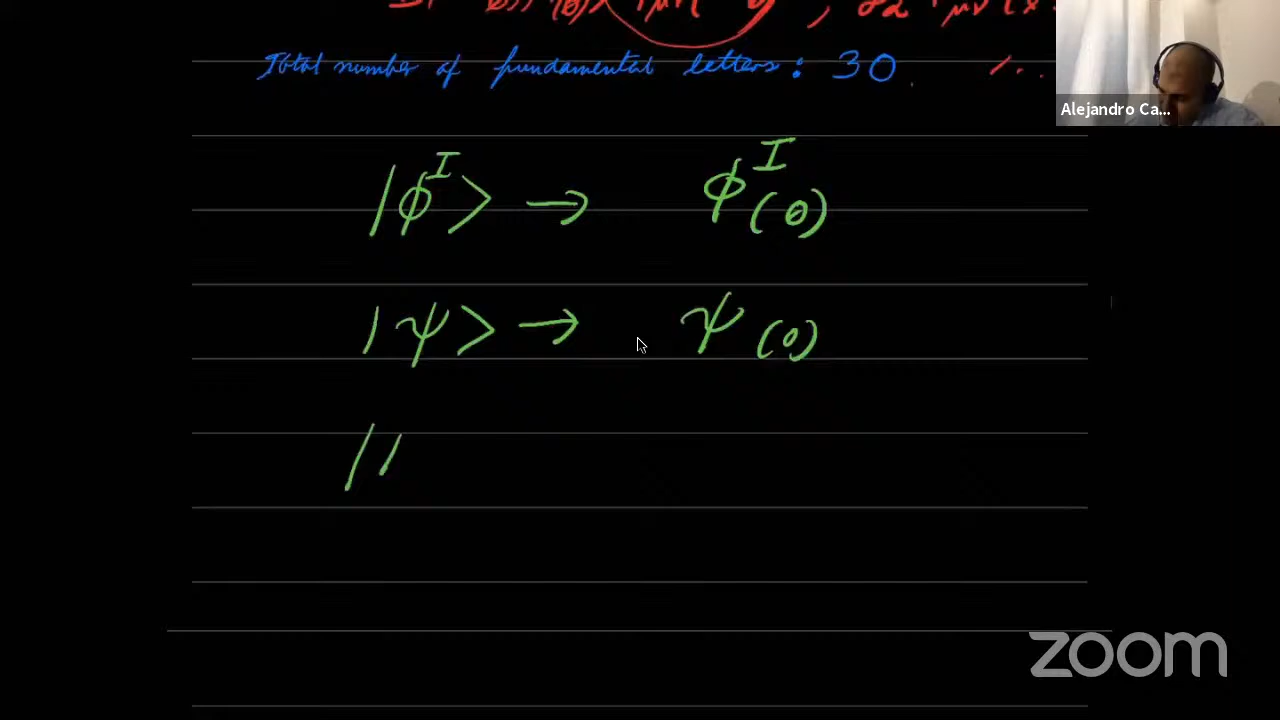 Total number of fundamental letters: 30.
Alejandro Ca...
|ϕ^I> → ϕ^I(0)
|ψ> → ψ(0)
zoom